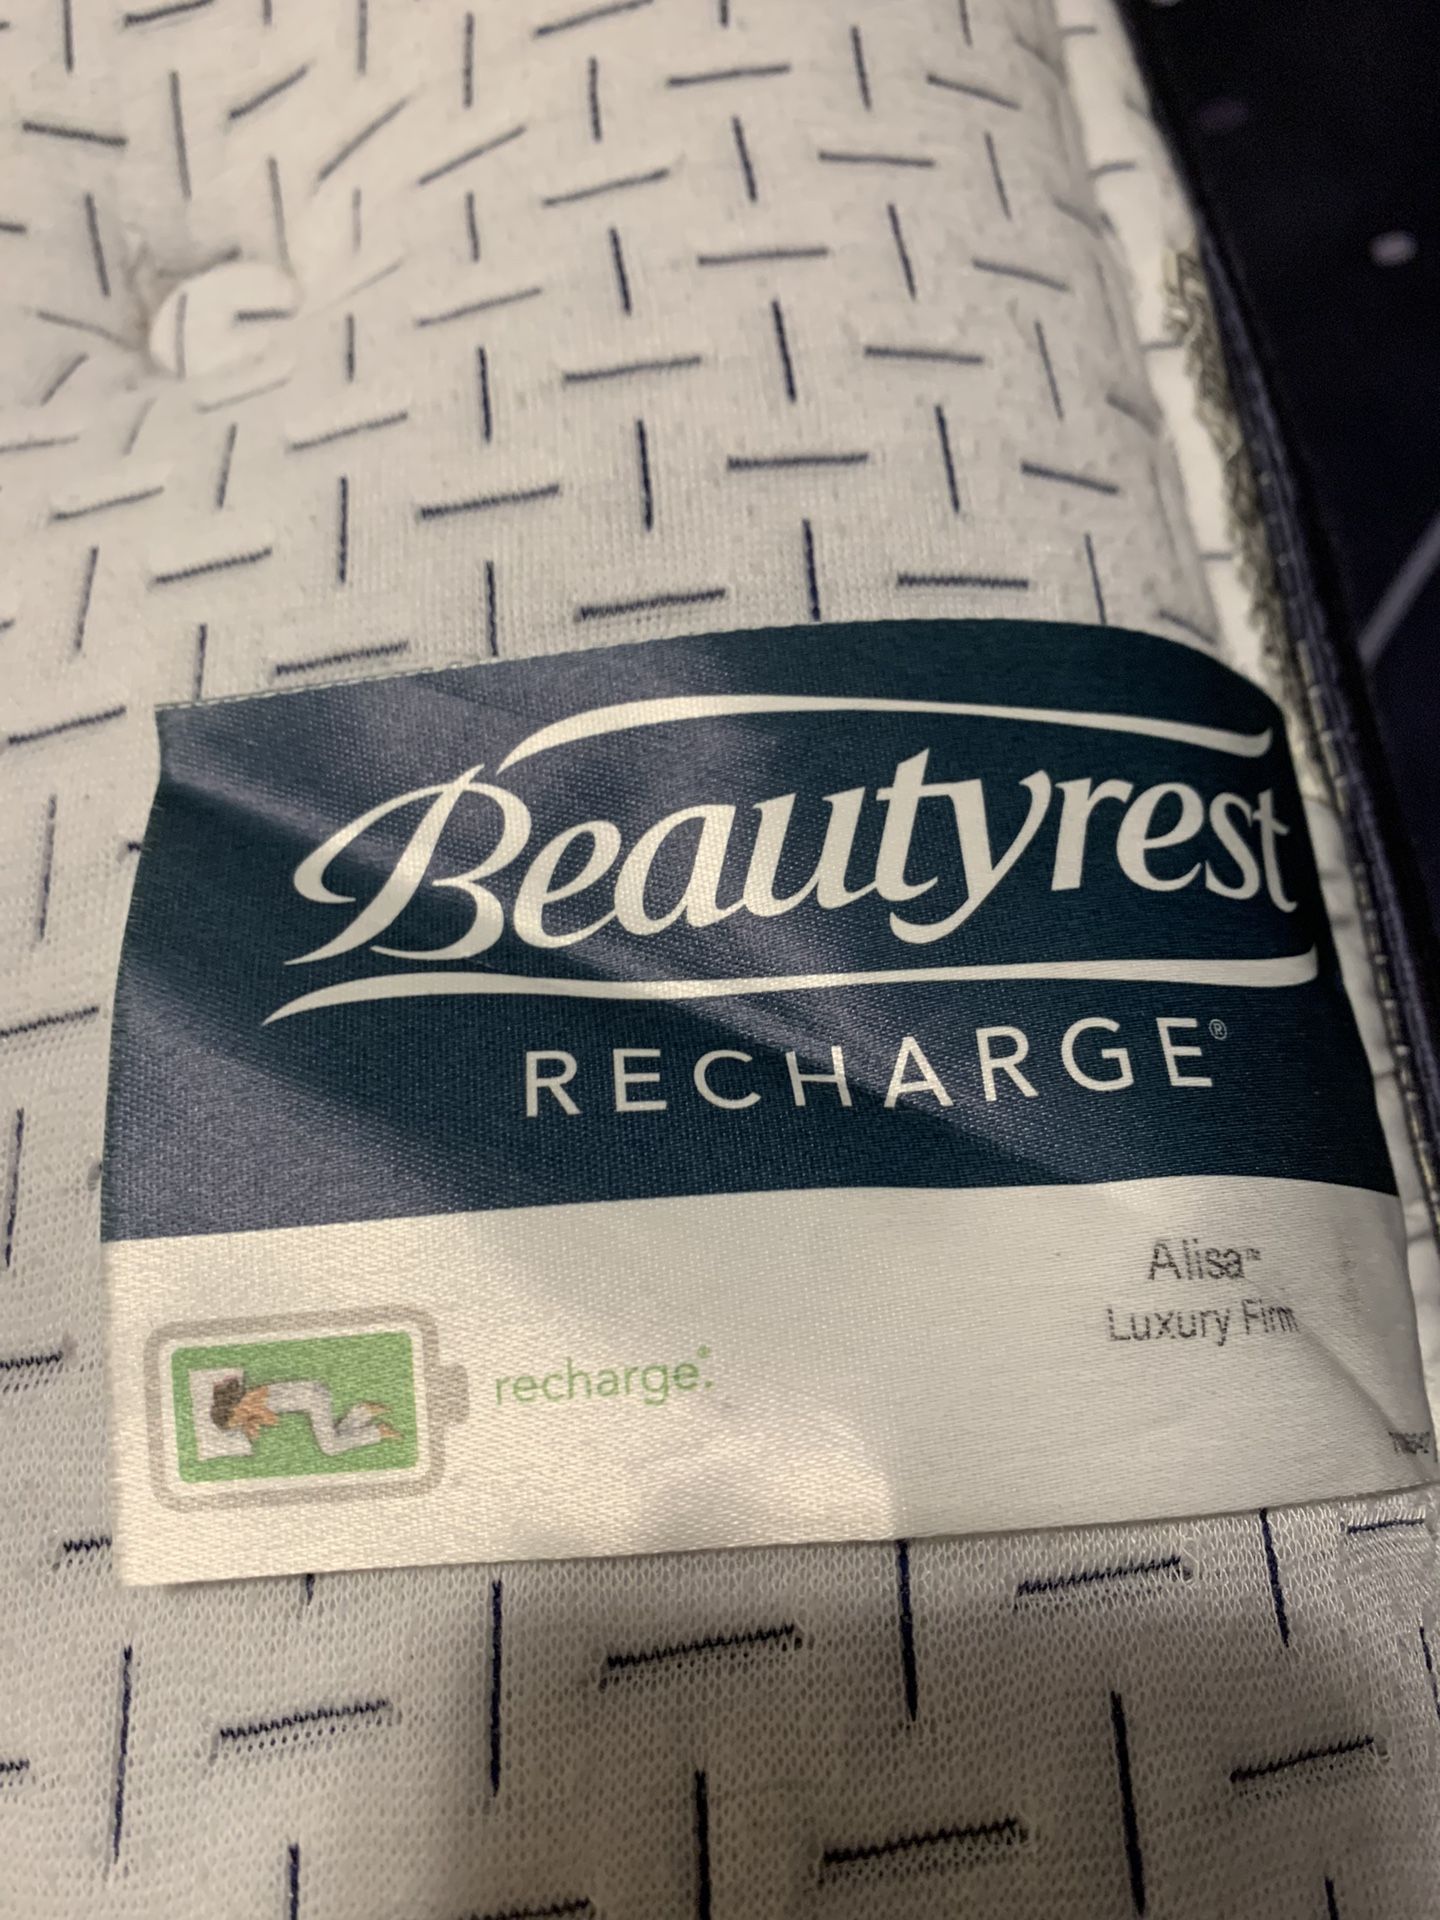 Beautyrest
RECHARGE®
Alisa™
Luxury Firm
recharge.®